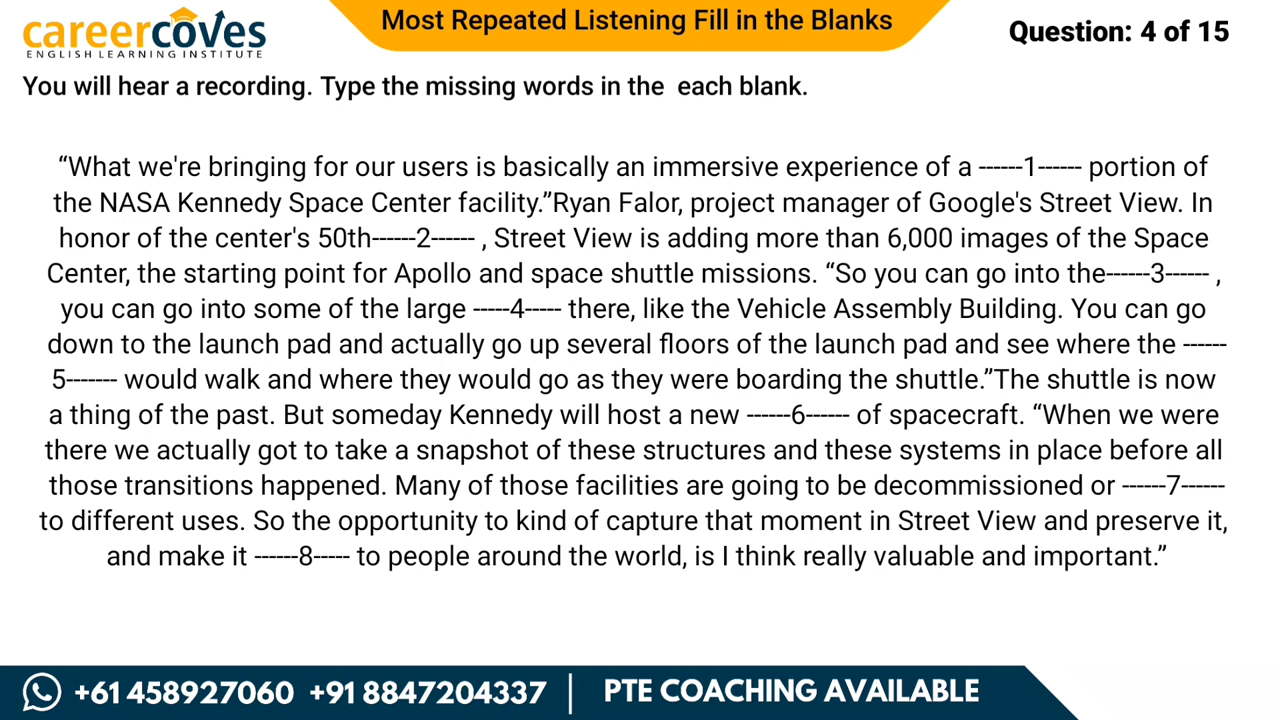 careercoves
ENGLISH LEARNING INSTITUTE
Most Repeated Listening Fill in the Blanks
Question: 4 of 15
You will hear a recording. Type the missing words in the  each blank.
“What we're bringing for our users is basically an immersive experience of a ------1------ portion of
the NASA Kennedy Space Center facility.”Ryan Falor, project manager of Google's Street View. In
honor of the center's 50th------2------ , Street View is adding more than 6,000 images of the Space
Center, the starting point for Apollo and space shuttle missions. “So you can go into the------3------ ,
you can go into some of the large -----4----- there, like the Vehicle Assembly Building. You can go
down to the launch pad and actually go up several floors of the launch pad and see where the ------
5------- would walk and where they would go as they were boarding the shuttle.”The shuttle is now
a thing of the past. But someday Kennedy will host a new ------6------ of spacecraft. “When we were
there we actually got to take a snapshot of these structures and these systems in place before all
those transitions happened. Many of those facilities are going to be decommissioned or ------7------
to different uses. So the opportunity to kind of capture that moment in Street View and preserve it,
and make it ------8----- to people around the world, is I think really valuable and important.”
+61 458927060 +91 8847204337 | PTE COACHING AVAILABLE